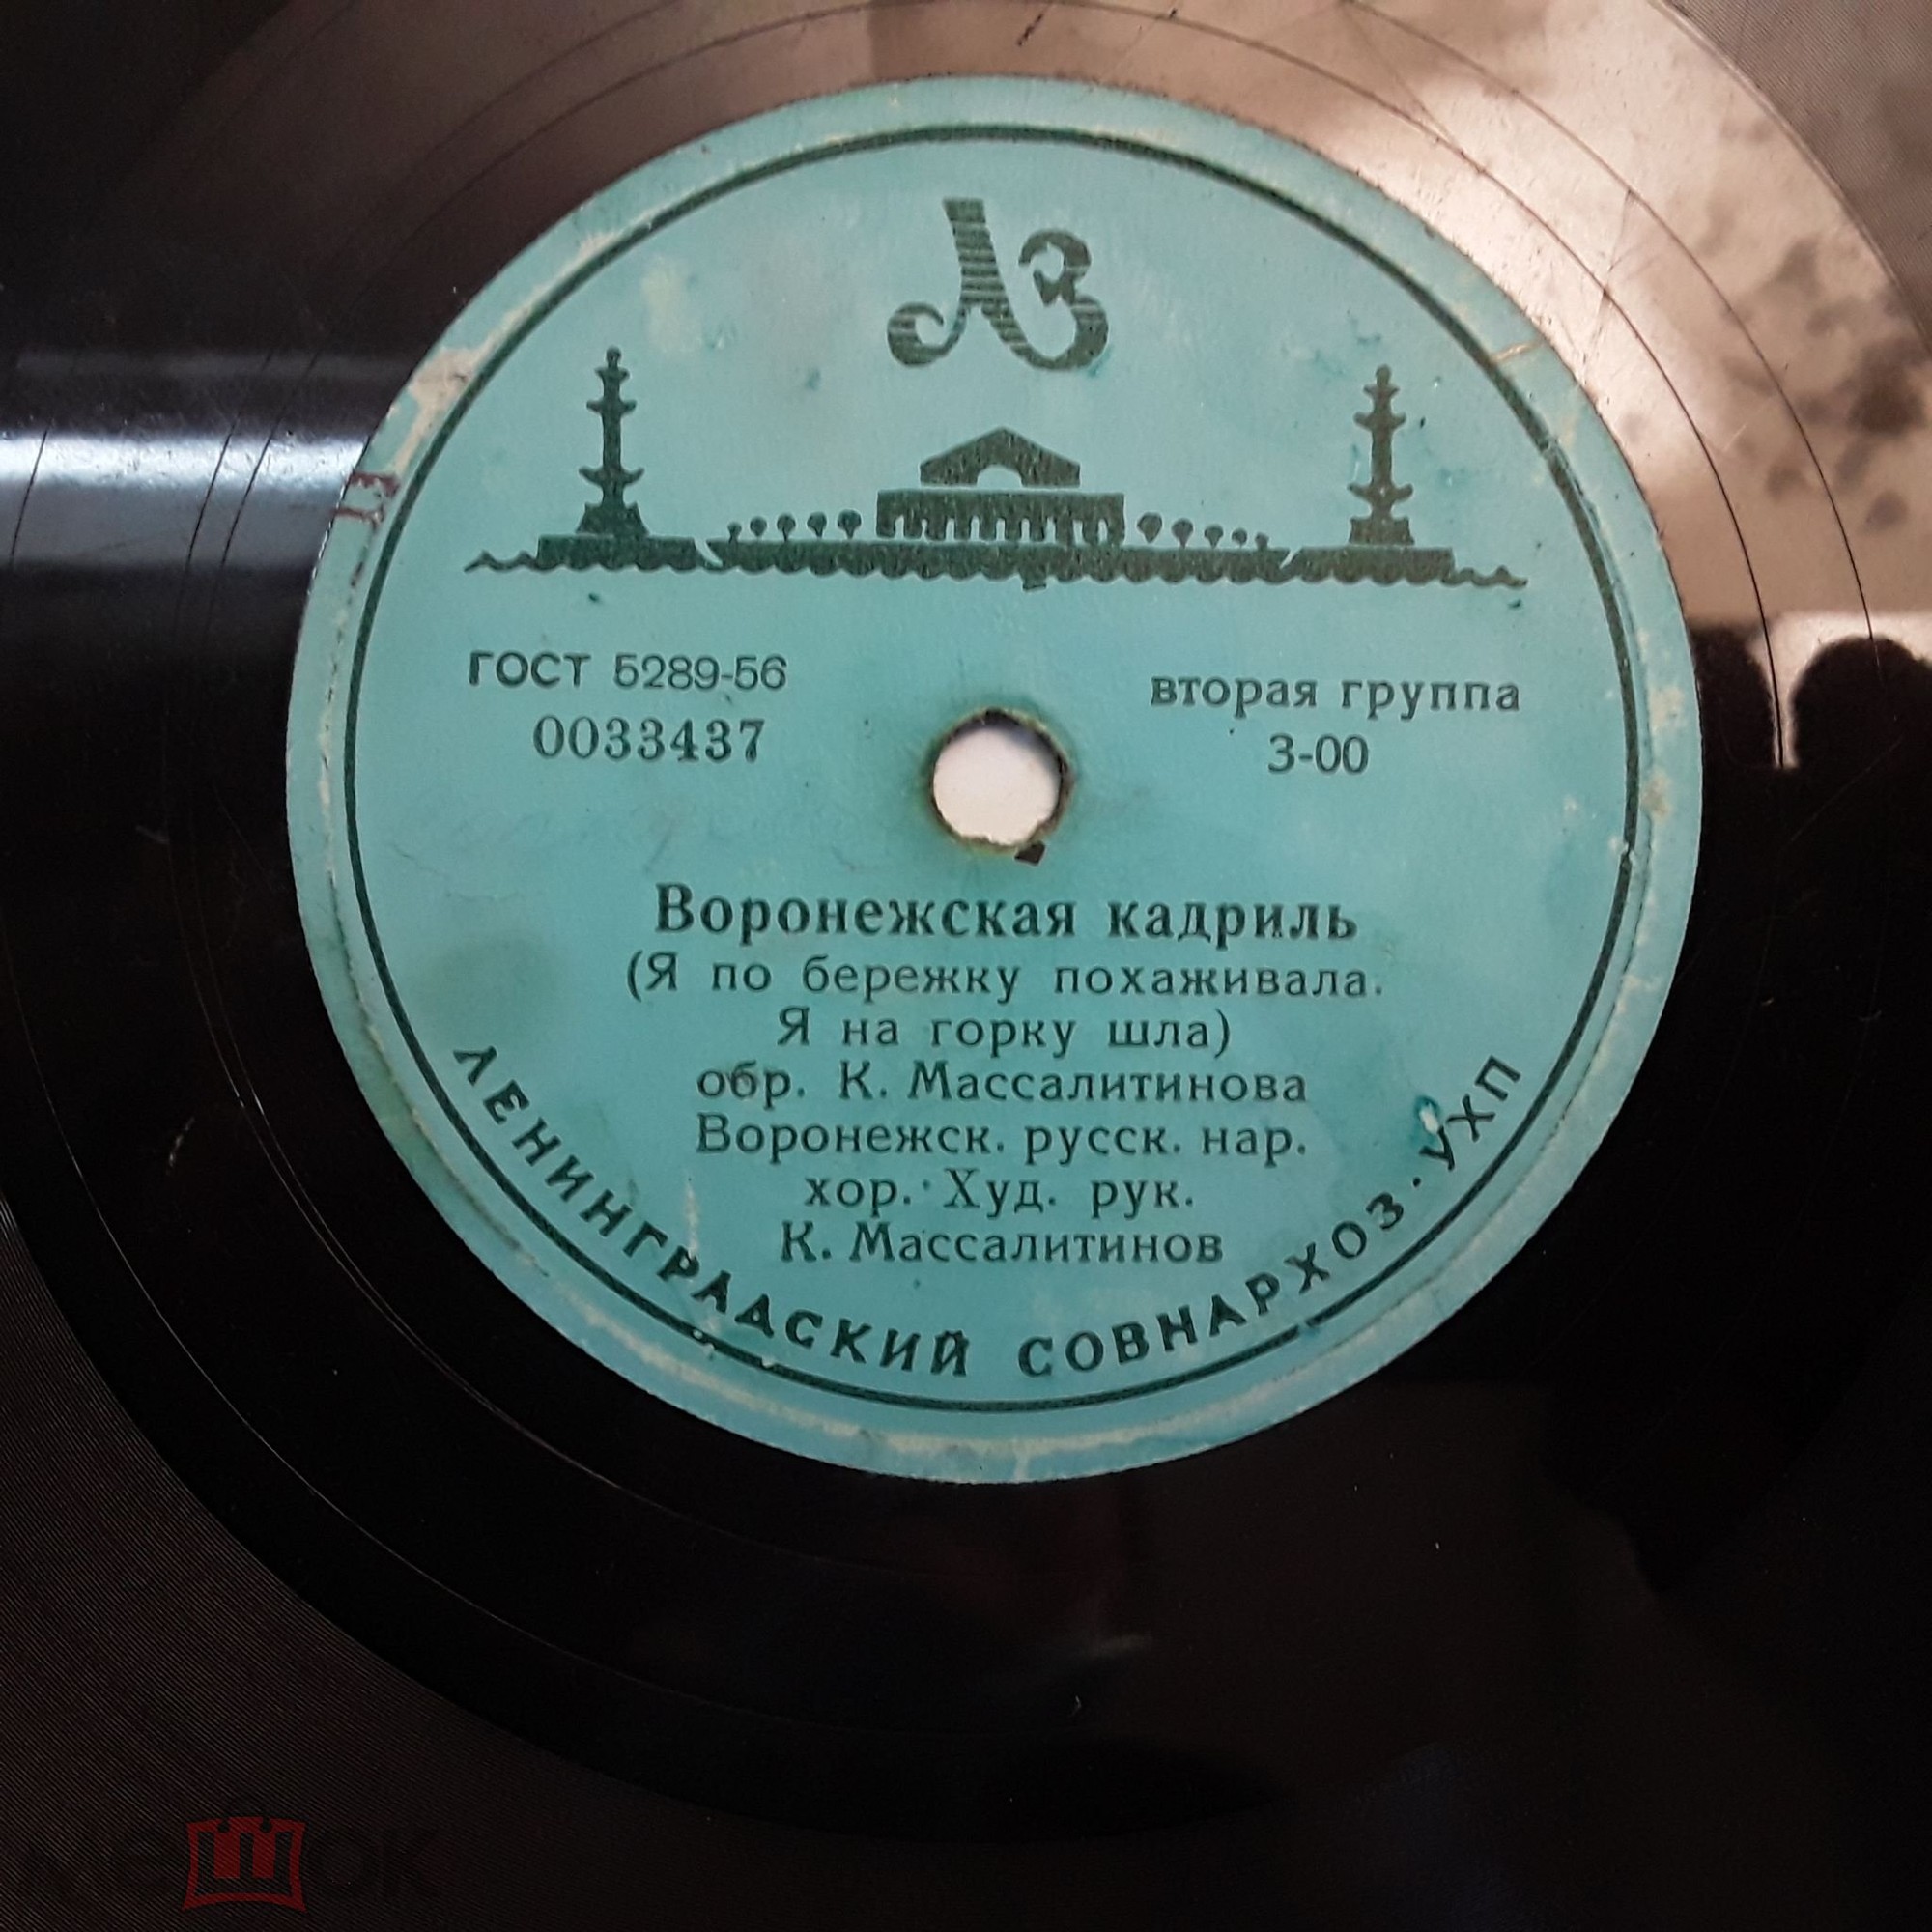 ЛЗ
ГОСТ 5289-56
0033437
вторая группа
3-00
Воронежская кадриль
(Я по бережку похаживала.
Я на горку шла)
обр. К. Массалитинова
Воронежск. русск. нар.
хор. Худ. рук.
К. Массалитинов
ЛЕНИНГРАДСКИЙ СОВНАРХОЗ·УХП
мешок